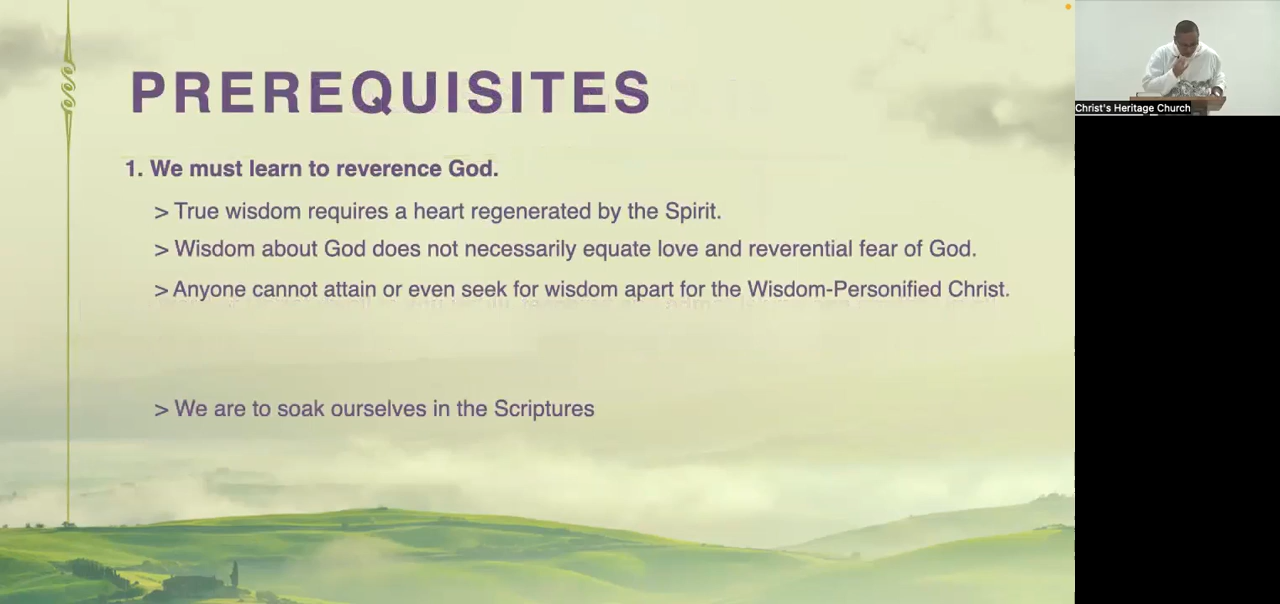 PREREQUISITES
1. We must learn to reverence God.
> True wisdom requires a heart regenerated by the Spirit.
> Wisdom about God does not necessarily equate love and reverential fear of God.
> Anyone cannot attain or even seek for wisdom apart for the Wisdom-Personified Christ.
> We are to soak ourselves in the Scriptures
Christ's Heritage Church